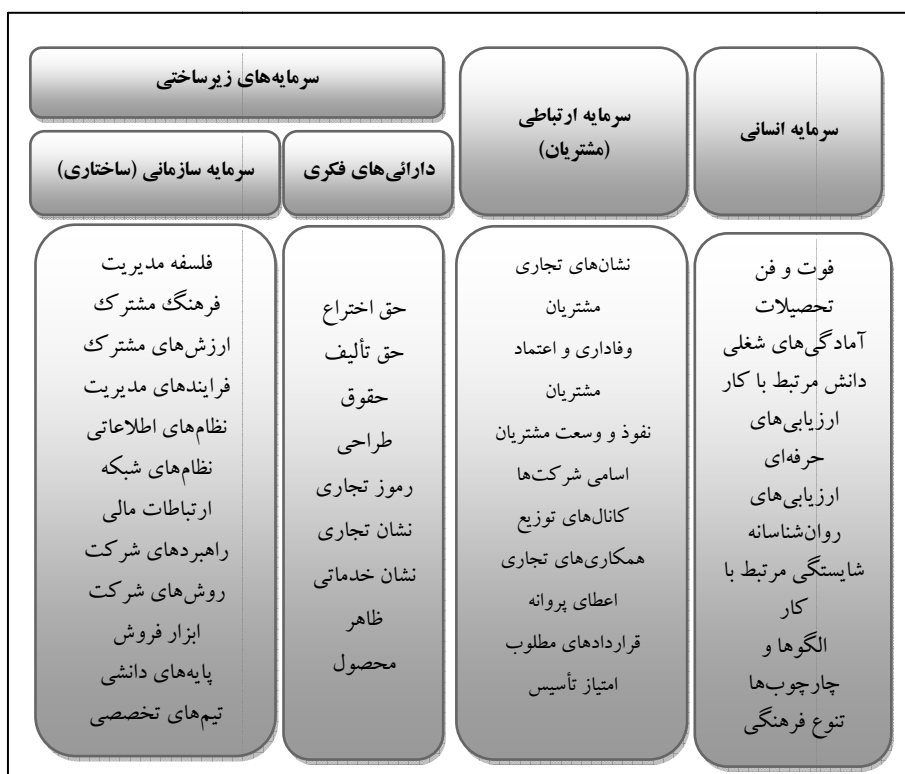 سرمایه انسانی
فوت و فن
تحصیلات
آمادگی‌های شغلی
دانش مرتبط با کار
ارزیابی‌های
حرفه‌ای
ارزیابی‌های
روان‌شناسانه
شایستگی مرتبط با
کار
الگوها و
چارچوب‌ها
تنوع فرهنگی
سرمایه ارتباطی
(مشتریان)
نشان‌های تجاری
مشتریان
وفاداری و اعتماد
مشتریان
نفوذ و وسعت مشتریان
اسامی شرکت‌ها
کانال‌های توزیع
همکاری‌های تجاری
اعطای پروانه
قراردادهای مطلوب
امتیاز تأسیس
سرمایه‌های زیرساختی
دارائی‌های فکری
حق اختراع
حق تألیف
حقوق
طراحی
رموز تجاری
نشان تجاری
نشان خدماتی
ظاهر
محصول
سرمایه سازمانی (ساختاری)
فلسفه مدیریت
فرهنگ مشترک
ارزش‌های مشترک
فرایندهای مدیریت
نظام‌های اطلاعاتی
نظام‌های شبکه
ارتباطات مالی
راهبردهای شرکت
روش‌های شرکت
ابزار فروش
پایه‌های دانشی
تیم‌های تخصصی